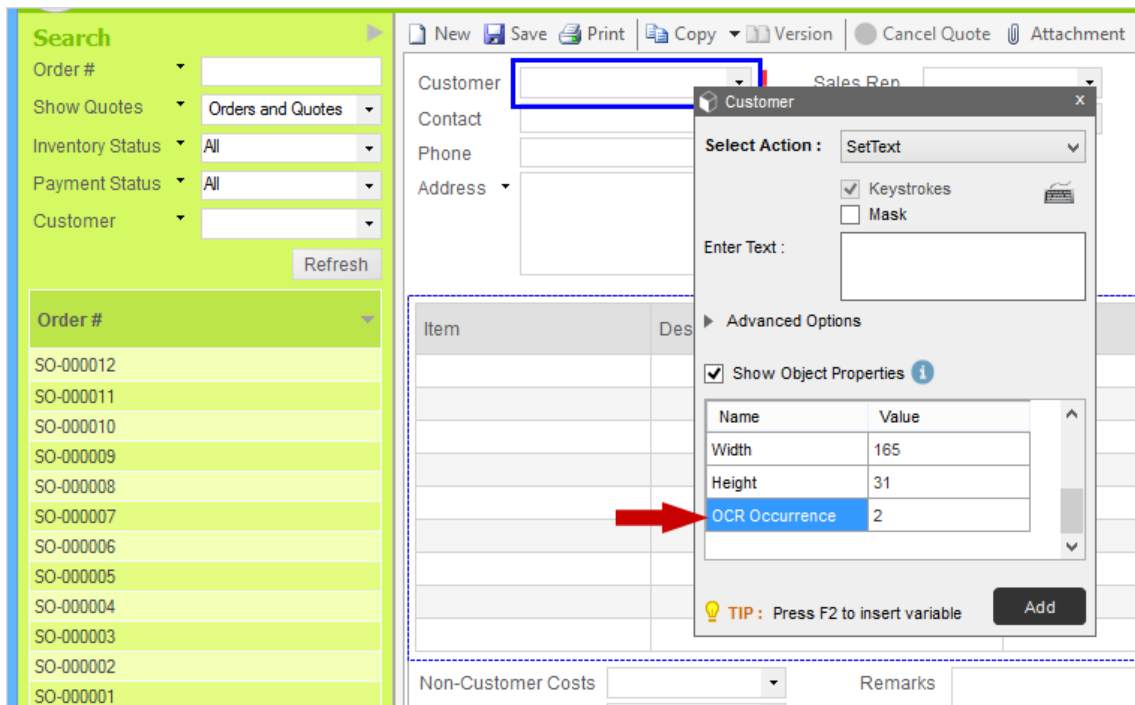 Search
Order #
Show Quotes Orders and Quotes
Inventory Status All
Payment Status All
Customer
Refresh
Order #
SO-000012
SO-000011
SO-000010
SO-000009
SO-000008
SO-000007
SO-000006
SO-000005
SO-000004
SO-000003
SO-000002
SO-000001
New Save Print Copy Version Cancel Quote Attachment
Customer Sales Rep
Contact
Phone
Address
Item Des
Customer x
Select Action : SetText
Keystrokes
Mask
Enter Text :
Advanced Options
Show Object Properties i
Name Value
Width 165
Height 31
OCR Occurrence 2
TIP : Press F2 to insert variable Add
Non-Customer Costs Remarks